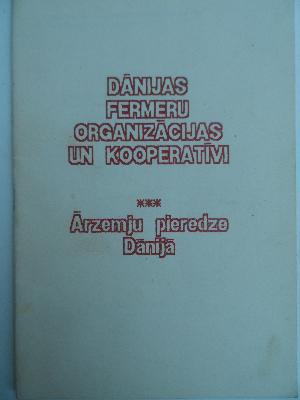 DĀNIJAS
FERMERU
ORGANIZĀCIJAS
UN KOOPERATĪVI
***
Ārzemju pieredze
Dānijā